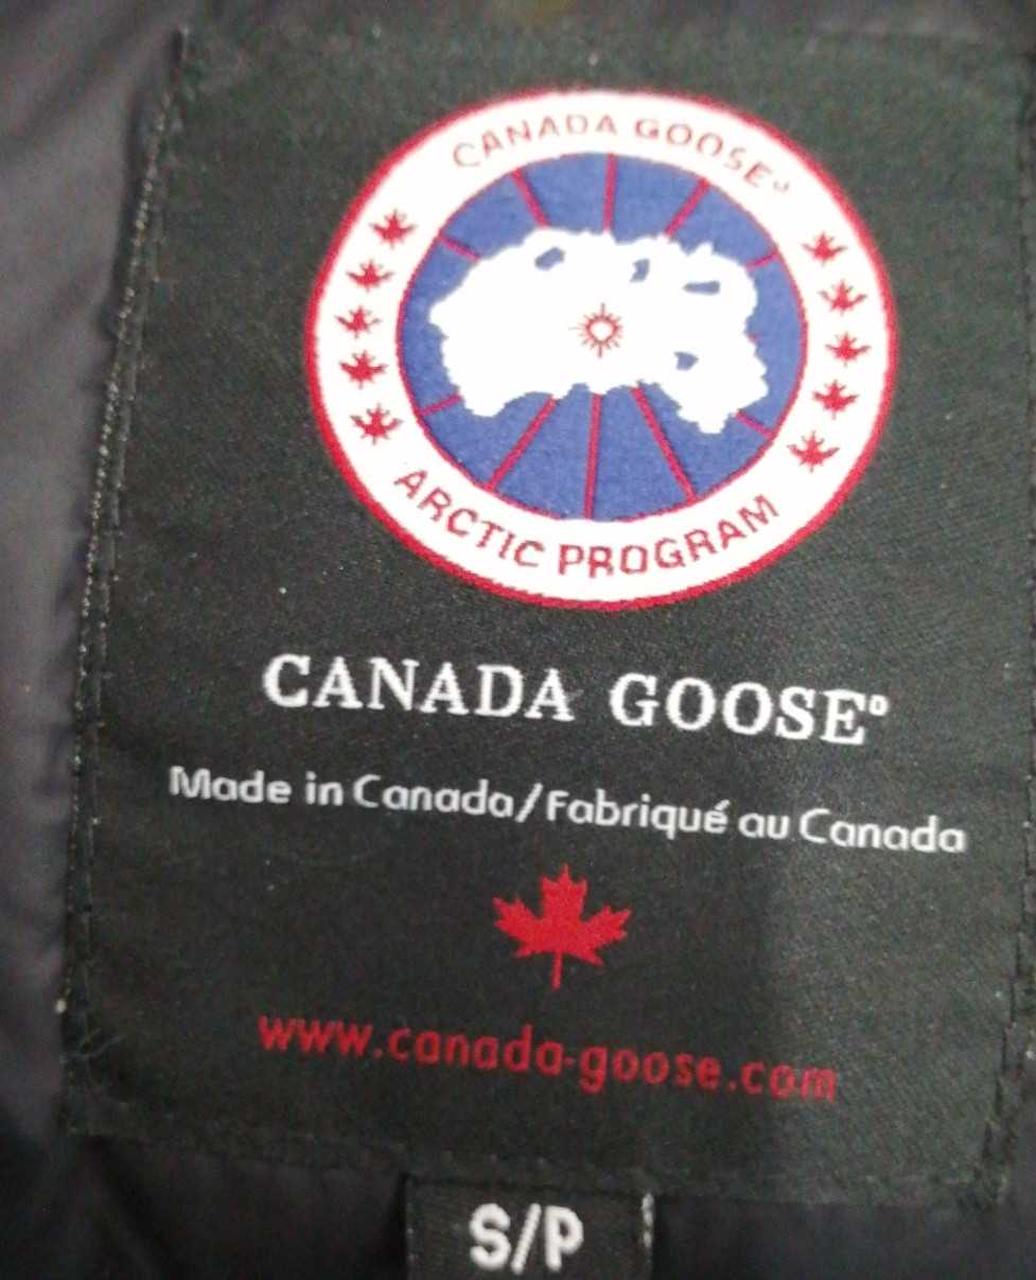 CANADA GOOSE®
ARCTIC PROGRAM
CANADA GOOSE®
Made in Canada/Fabriqué au Canada
www.canada-goose.com
S/P